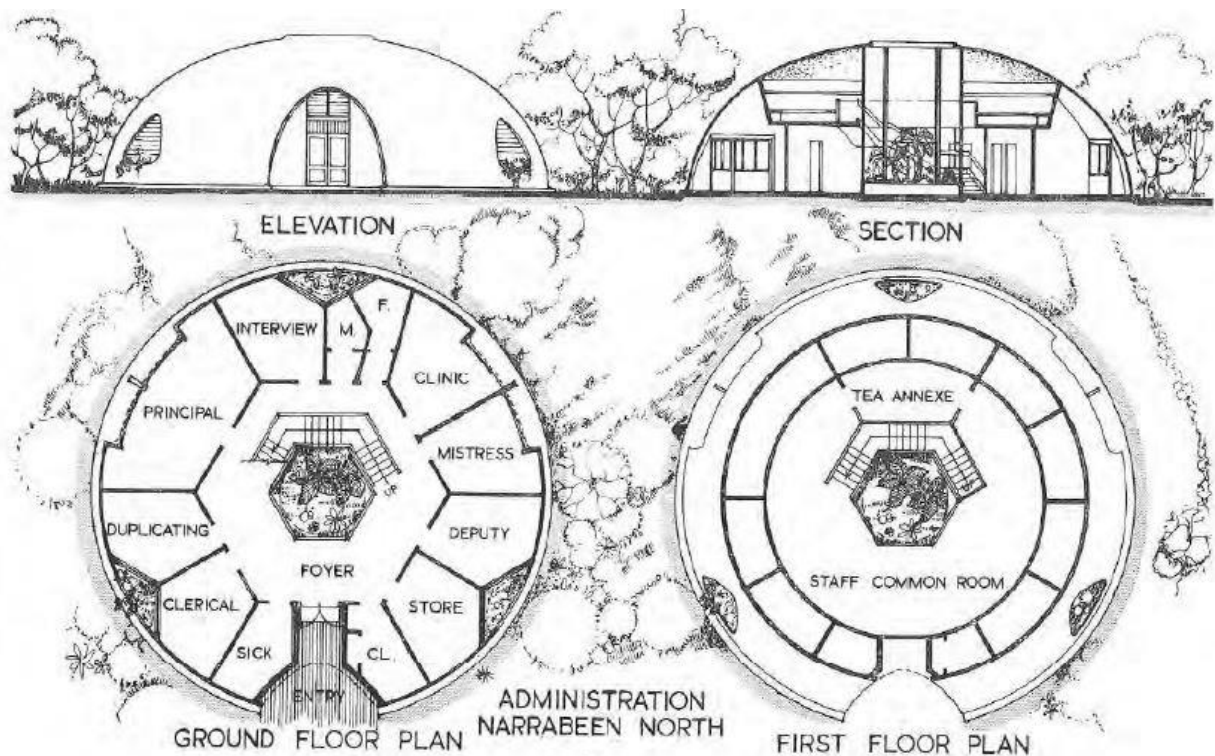 ELEVATION
SECTION
INTERVIEW
M.
F.
CLINIC
PRINCIPAL
MISTRESS
UP
DUPLICATING
DEPUTY
FOYER
CLERICAL
STORE
SICK
CL.
ENTRY
TEA ANNEXE
STAFF COMMON ROOM
ADMINISTRATION
NARRABEEN NORTH
GROUND FLOOR PLAN
FIRST FLOOR PLAN